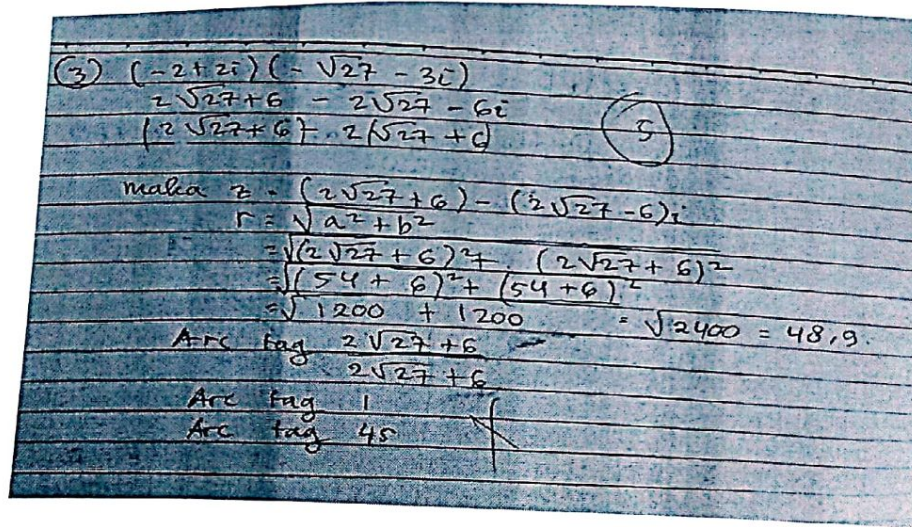 ③ (-2+2i)(-√27 - 3i)
2√27+6 - 2√27 - 6i
(2√27+6) - 2(√27+6)
5
maka z = (2√27+6) - (2√27-6)i
r = √a²+b²
=√(2√27+6)²+ (2√27+6)²
=√(54+6)²+(54+6)²
=√1200 + 1200 = √2400 = 48,9.
Arc tag 2√27+6
2√27+6
Arc tag 1
Arc tag 45